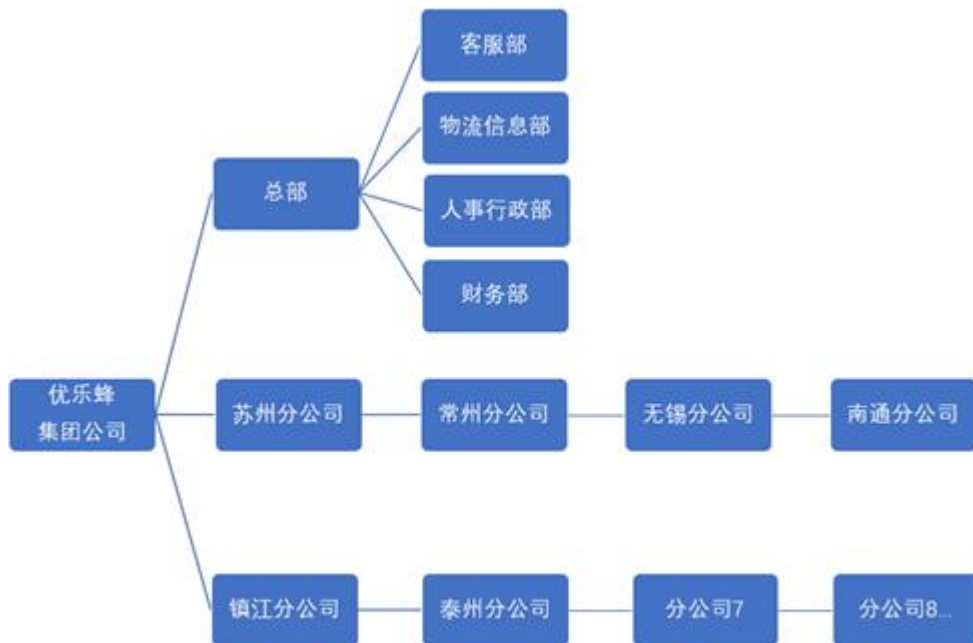 客服部
物流信息部
总部
人事行政部
财务部
优乐蜂
集团公司
苏州分公司
常州分公司
无锡分公司
南通分公司
镇江分公司
泰州分公司
分公司7
分公司8...